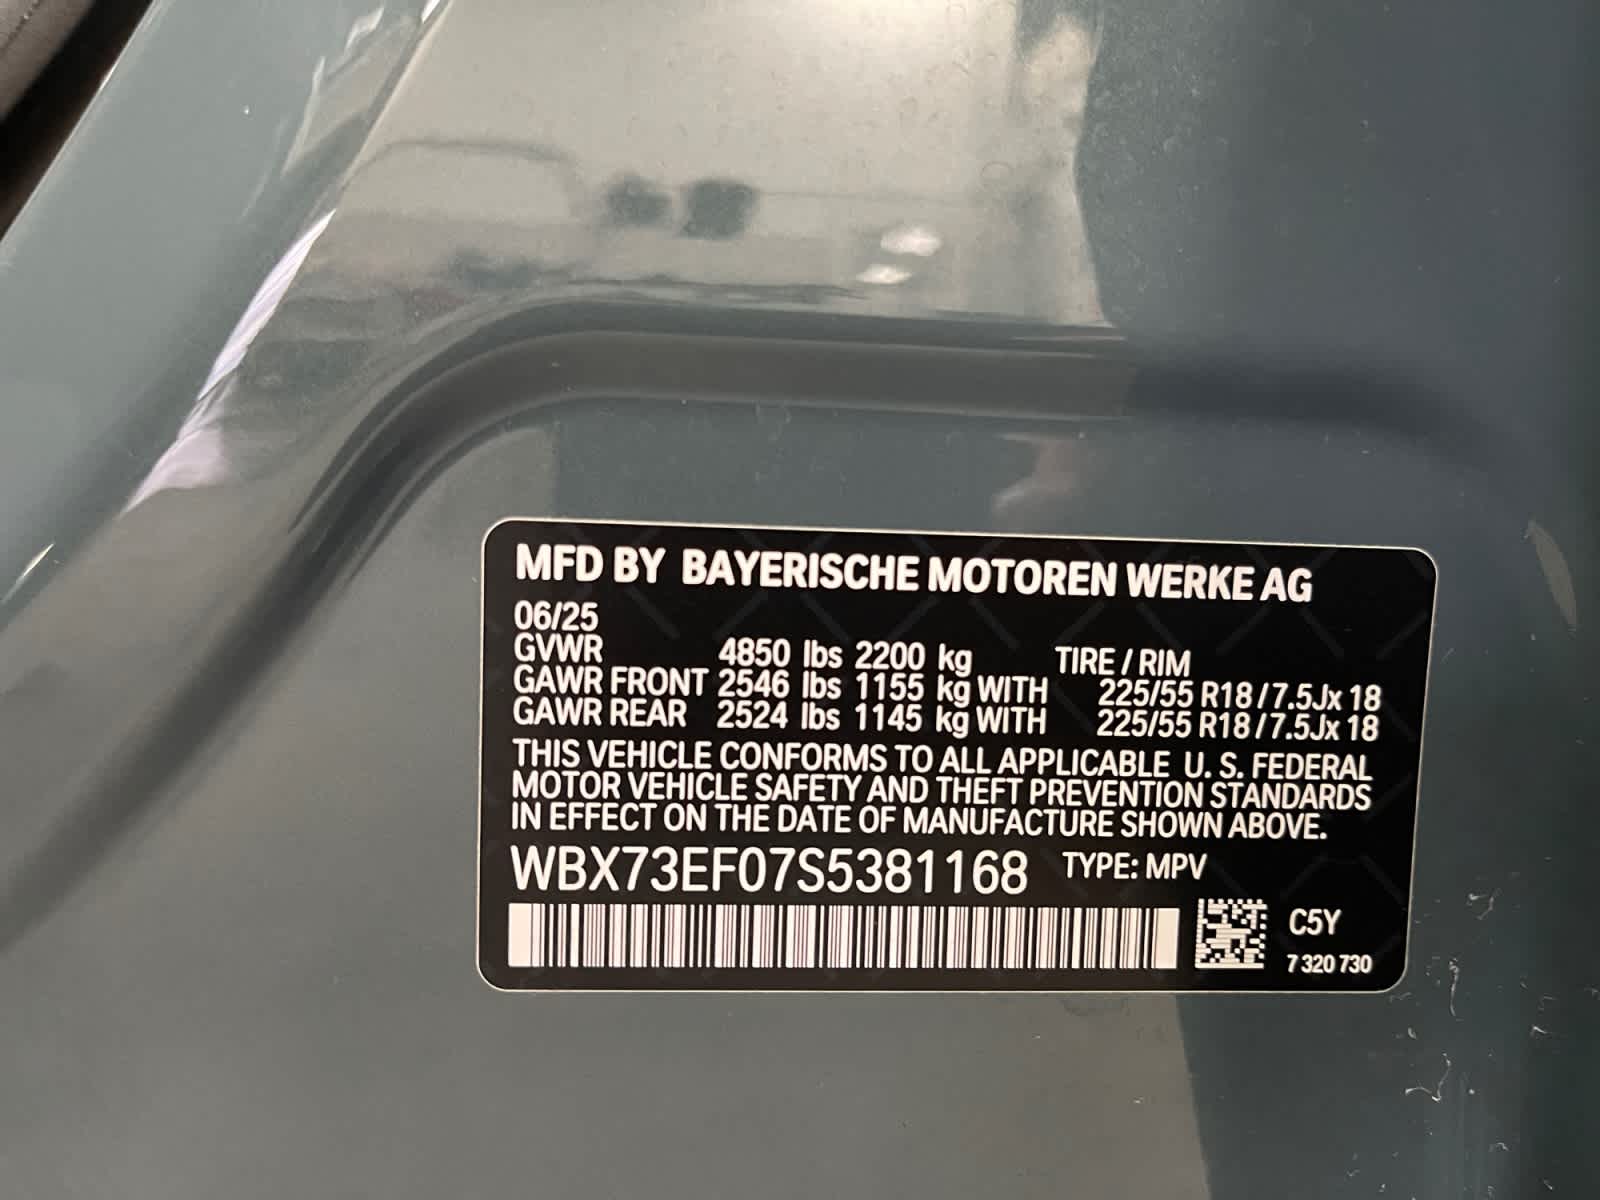 MFD BY BAYERISCHE MOTOREN WERKE AG
06/25
GVWR 4850 lbs 2200 kg TIRE / RIM
GAWR FRONT 2546 lbs 1155 kg WITH 225/55 R18 / 7.5Jx 18
GAWR REAR 2524 lbs 1145 kg WITH 225/55 R18 / 7.5Jx 18
THIS VEHICLE CONFORMS TO ALL APPLICABLE U. S. FEDERAL
MOTOR VEHICLE SAFETY AND THEFT PREVENTION STANDARDS
IN EFFECT ON THE DATE OF MANUFACTURE SHOWN ABOVE.
WBX73EF07S5381168 TYPE: MPV
C5Y
7 320 730